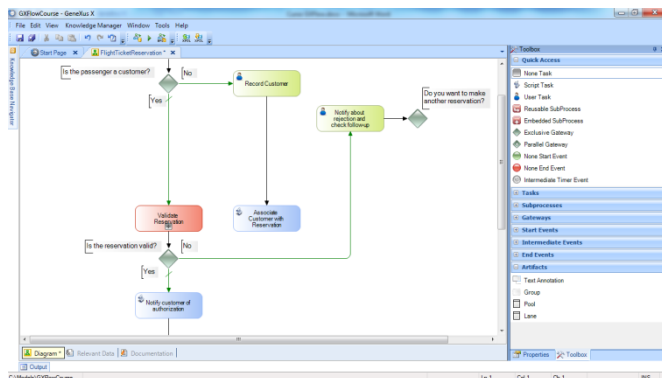 GXFlowCourse - GeneXus X
File Edit View Knowledge Manager Window Tools Help
Start Page
FlightTicketReservation *
Knowledge Base Navigator
Is the passenger a customer?
No
Yes
Record Customer
Do you want to make
another reservation?
Notify about
rejection and
check followup
Validate
Reservation
Associate
Customer with
Reservation
Is the reservation valid?
No
Yes
Notify customer of
authorization
Diagram * Relevant Data Documentation
Output
Toolbox
Quick Access
None Task
Script Task
User Task
Reusable SubProcess
Embedded SubProcess
Exclusive Gateway
Parallel Gateway
None Start Event
None End Event
Intermediate Timer Event
Tasks
Subprocesses
Gateways
Start Events
Intermediate Events
End Events
Artifacts
Text Annotation
Group
Pool
Lane
Properties Toolbox